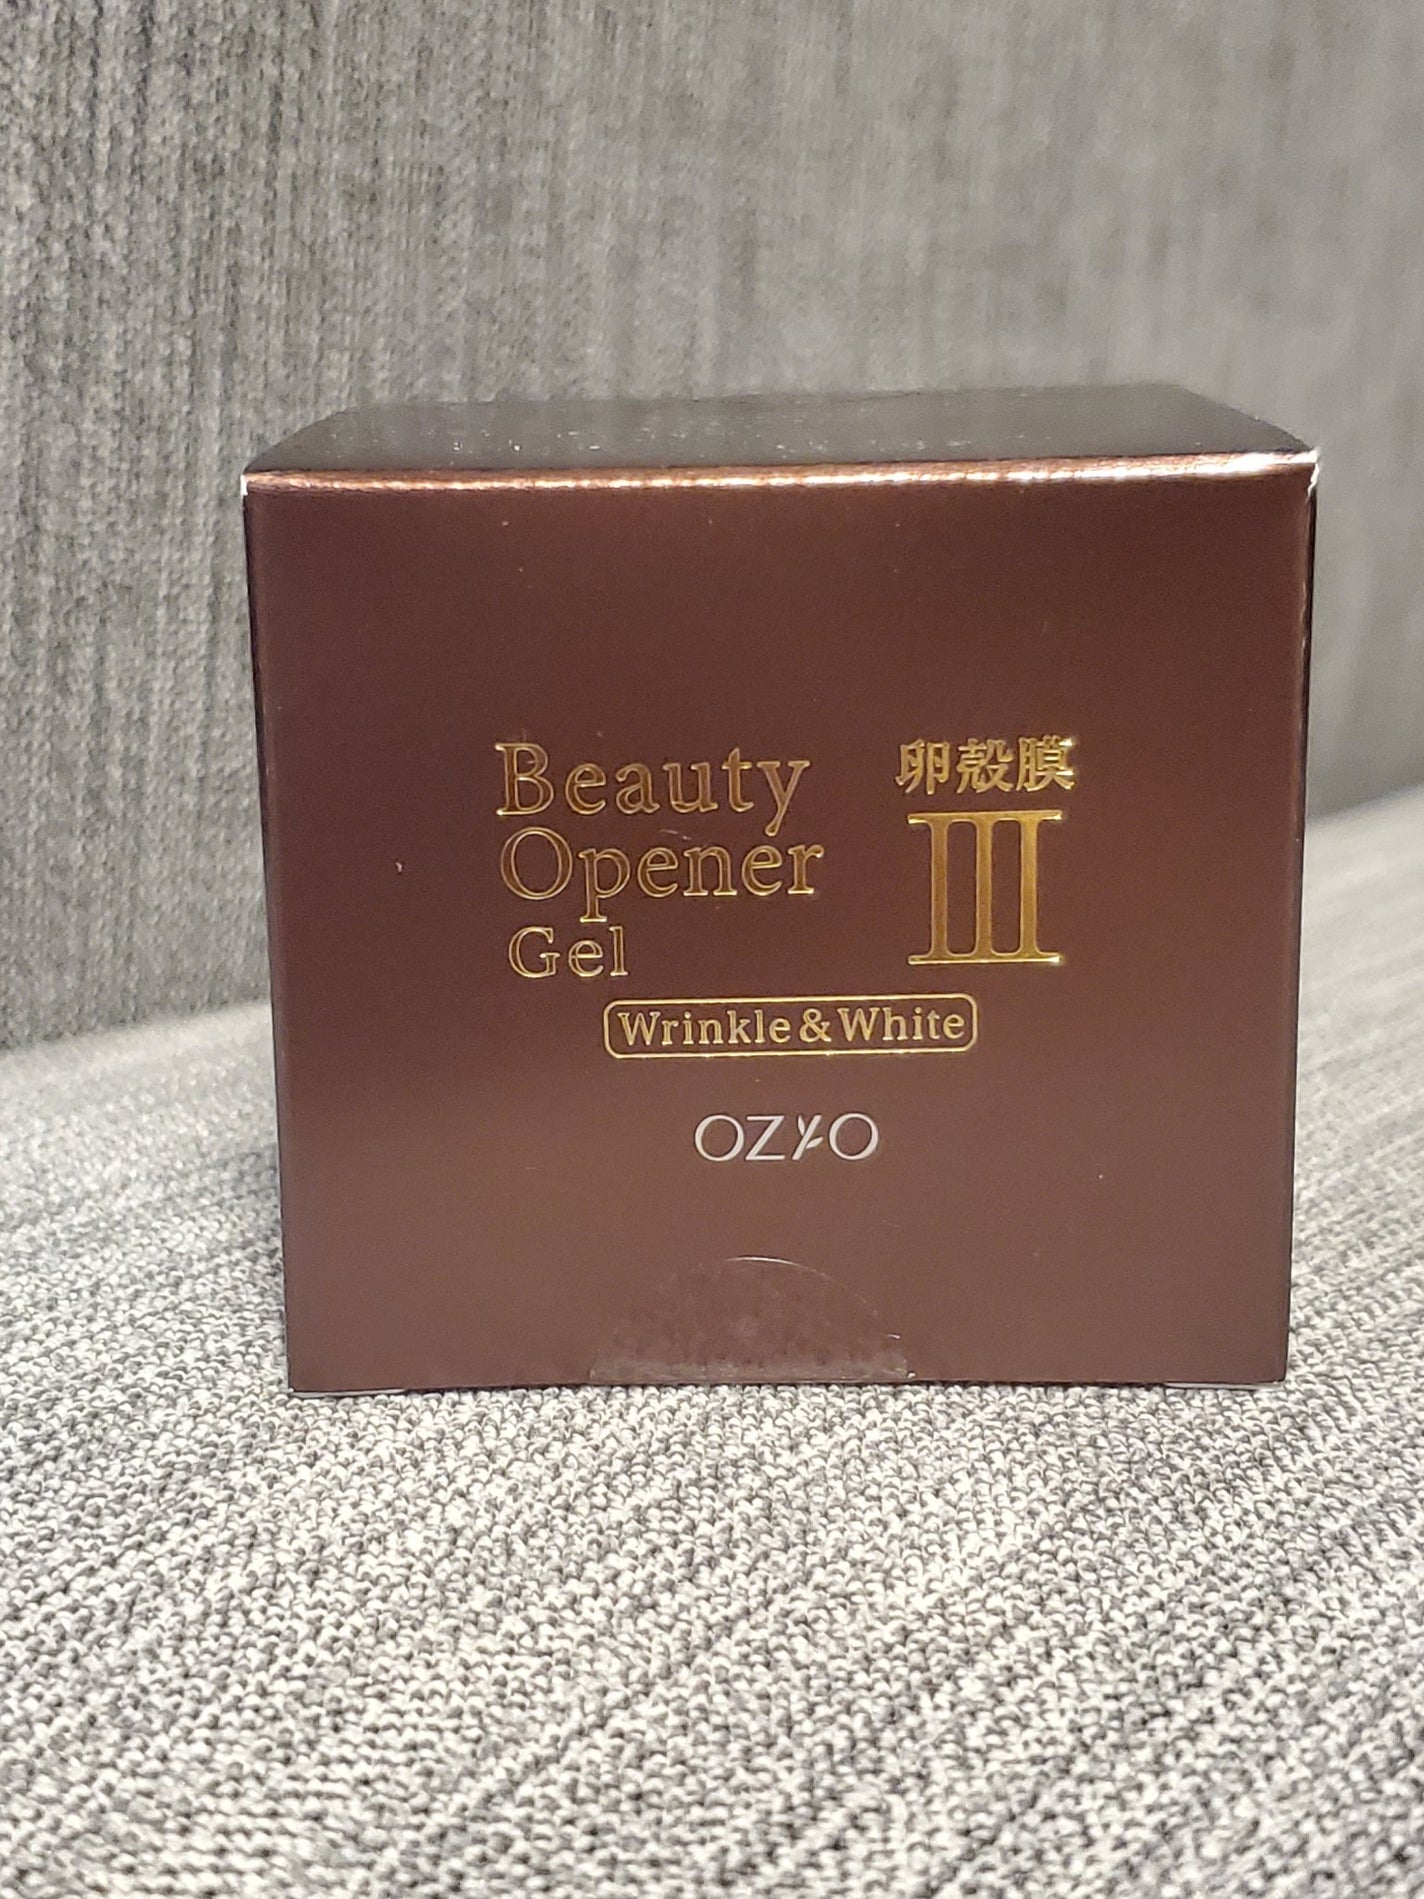 Beauty
Opener
Gel
卵殻膜
III
Wrinkle&White
OZIO